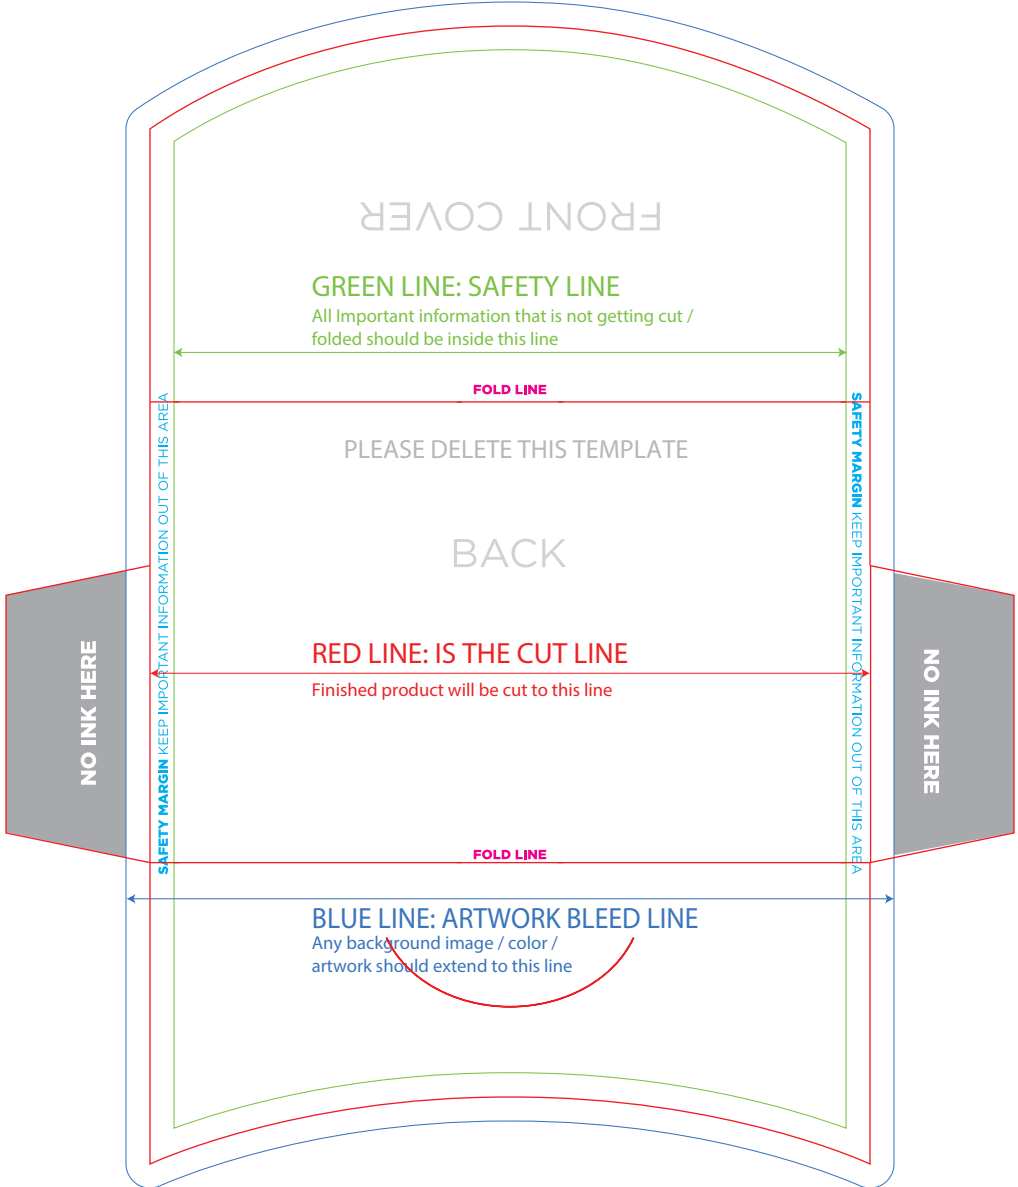 FRONT COVER
GREEN LINE: SAFETY LINE
All Important information that is not getting cut /
folded should be inside this line
FOLD LINE
SAFETY MARGIN KEEP IMPORTANT INFORMATION OUT OF THIS AREA
SAFETY MARGIN KEEP IMPORTANT INFORMATION OUT OF THIS AREA
PLEASE DELETE THIS TEMPLATE
BACK
NO INK HERE
RED LINE: IS THE CUT LINE
Finished product will be cut to this line
NO INK HERE
FOLD LINE
BLUE LINE: ARTWORK BLEED LINE
Any background image / color /
artwork should extend to this line